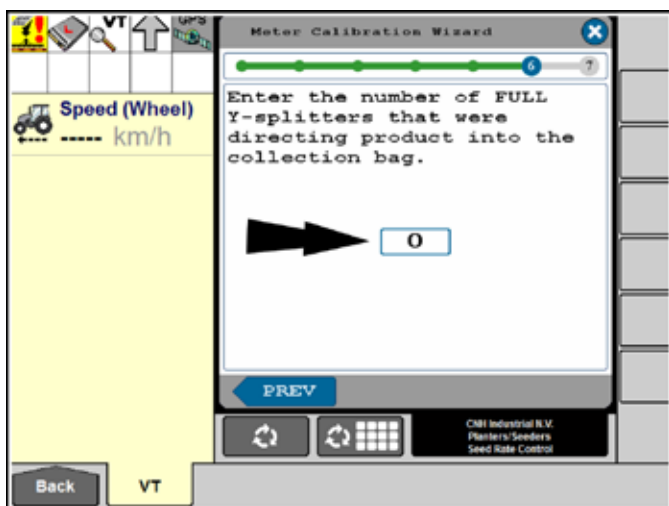 VT
GPS
Meter Calibration Wizard
6
7
Speed (Wheel)
----- km/h
Enter the number of FULL
Y-splitters that were
directing product into the
collection bag.
0
PREV
CNH Industrial N.V.
Planters/Seeders
Seed Rate Control
Back
VT